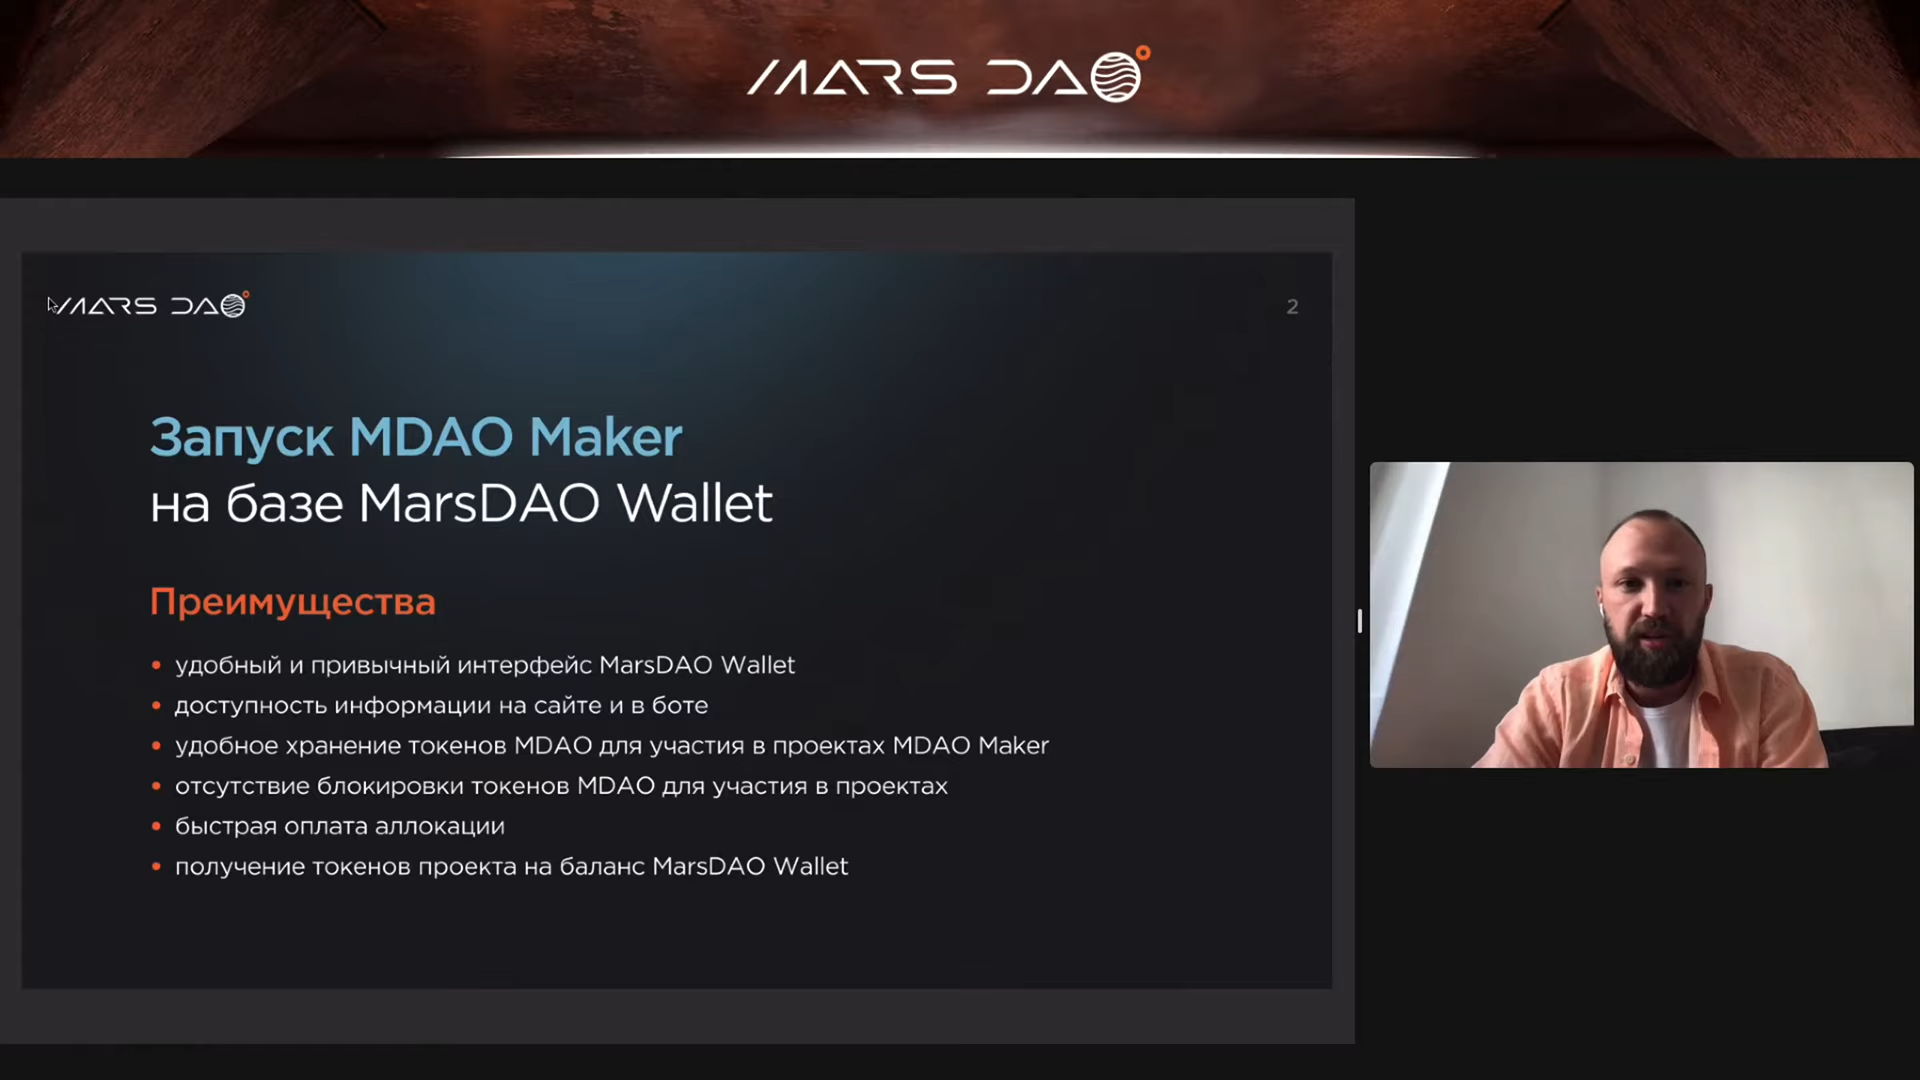 MARS DAO
MARS DAO
2
Запуск MDAO Maker
на базе MarsDAO Wallet
Преимущества
• удобный и привычный интерфейс MarsDAO Wallet
• доступность информации на сайте и в боте
• удобное хранение токенов MDAO для участия в проектах MDAO Maker
• отсутствие блокировки токенов MDAO для участия в проектах
• быстрая оплата аллокации
• получение токенов проекта на баланс MarsDAO Wallet